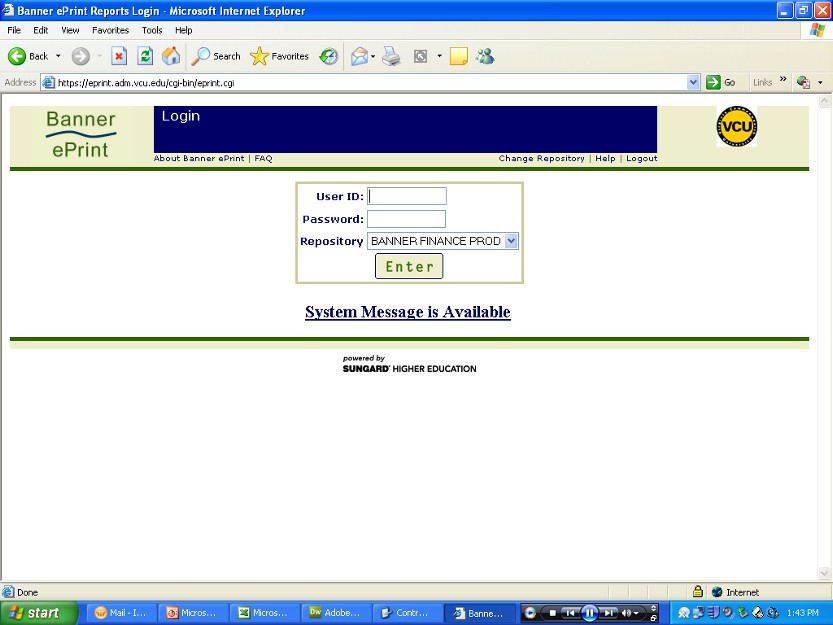 Banner ePrint Reports Login - Microsoft Internet Explorer
File Edit View Favorites Tools Help
Back Search Favorites
Address https://eprint.adm.vcu.edu/cgi-bin/eprint.cgi Go Links »
Banner
ePrint
Login
VCU
About Banner ePrint | FAQ Change Repository | Help | Logout
User ID:
Password:
Repository BANNER FINANCE PROD
Enter
System Message is Available
powered by
SUNGARD® HIGHER EDUCATION
Done Internet
start Mail - I... Micros... Micros... Adobe... Contr... Banne... 1:43 PM